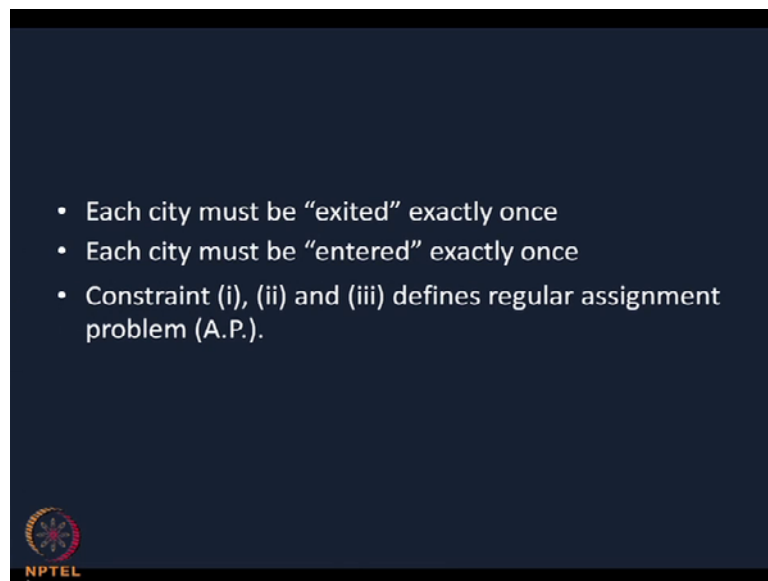 • Each city must be “exited” exactly once
• Each city must be “entered” exactly once
• Constraint (i), (ii) and (iii) defines regular assignment
problem (A.P.).
NPTEL